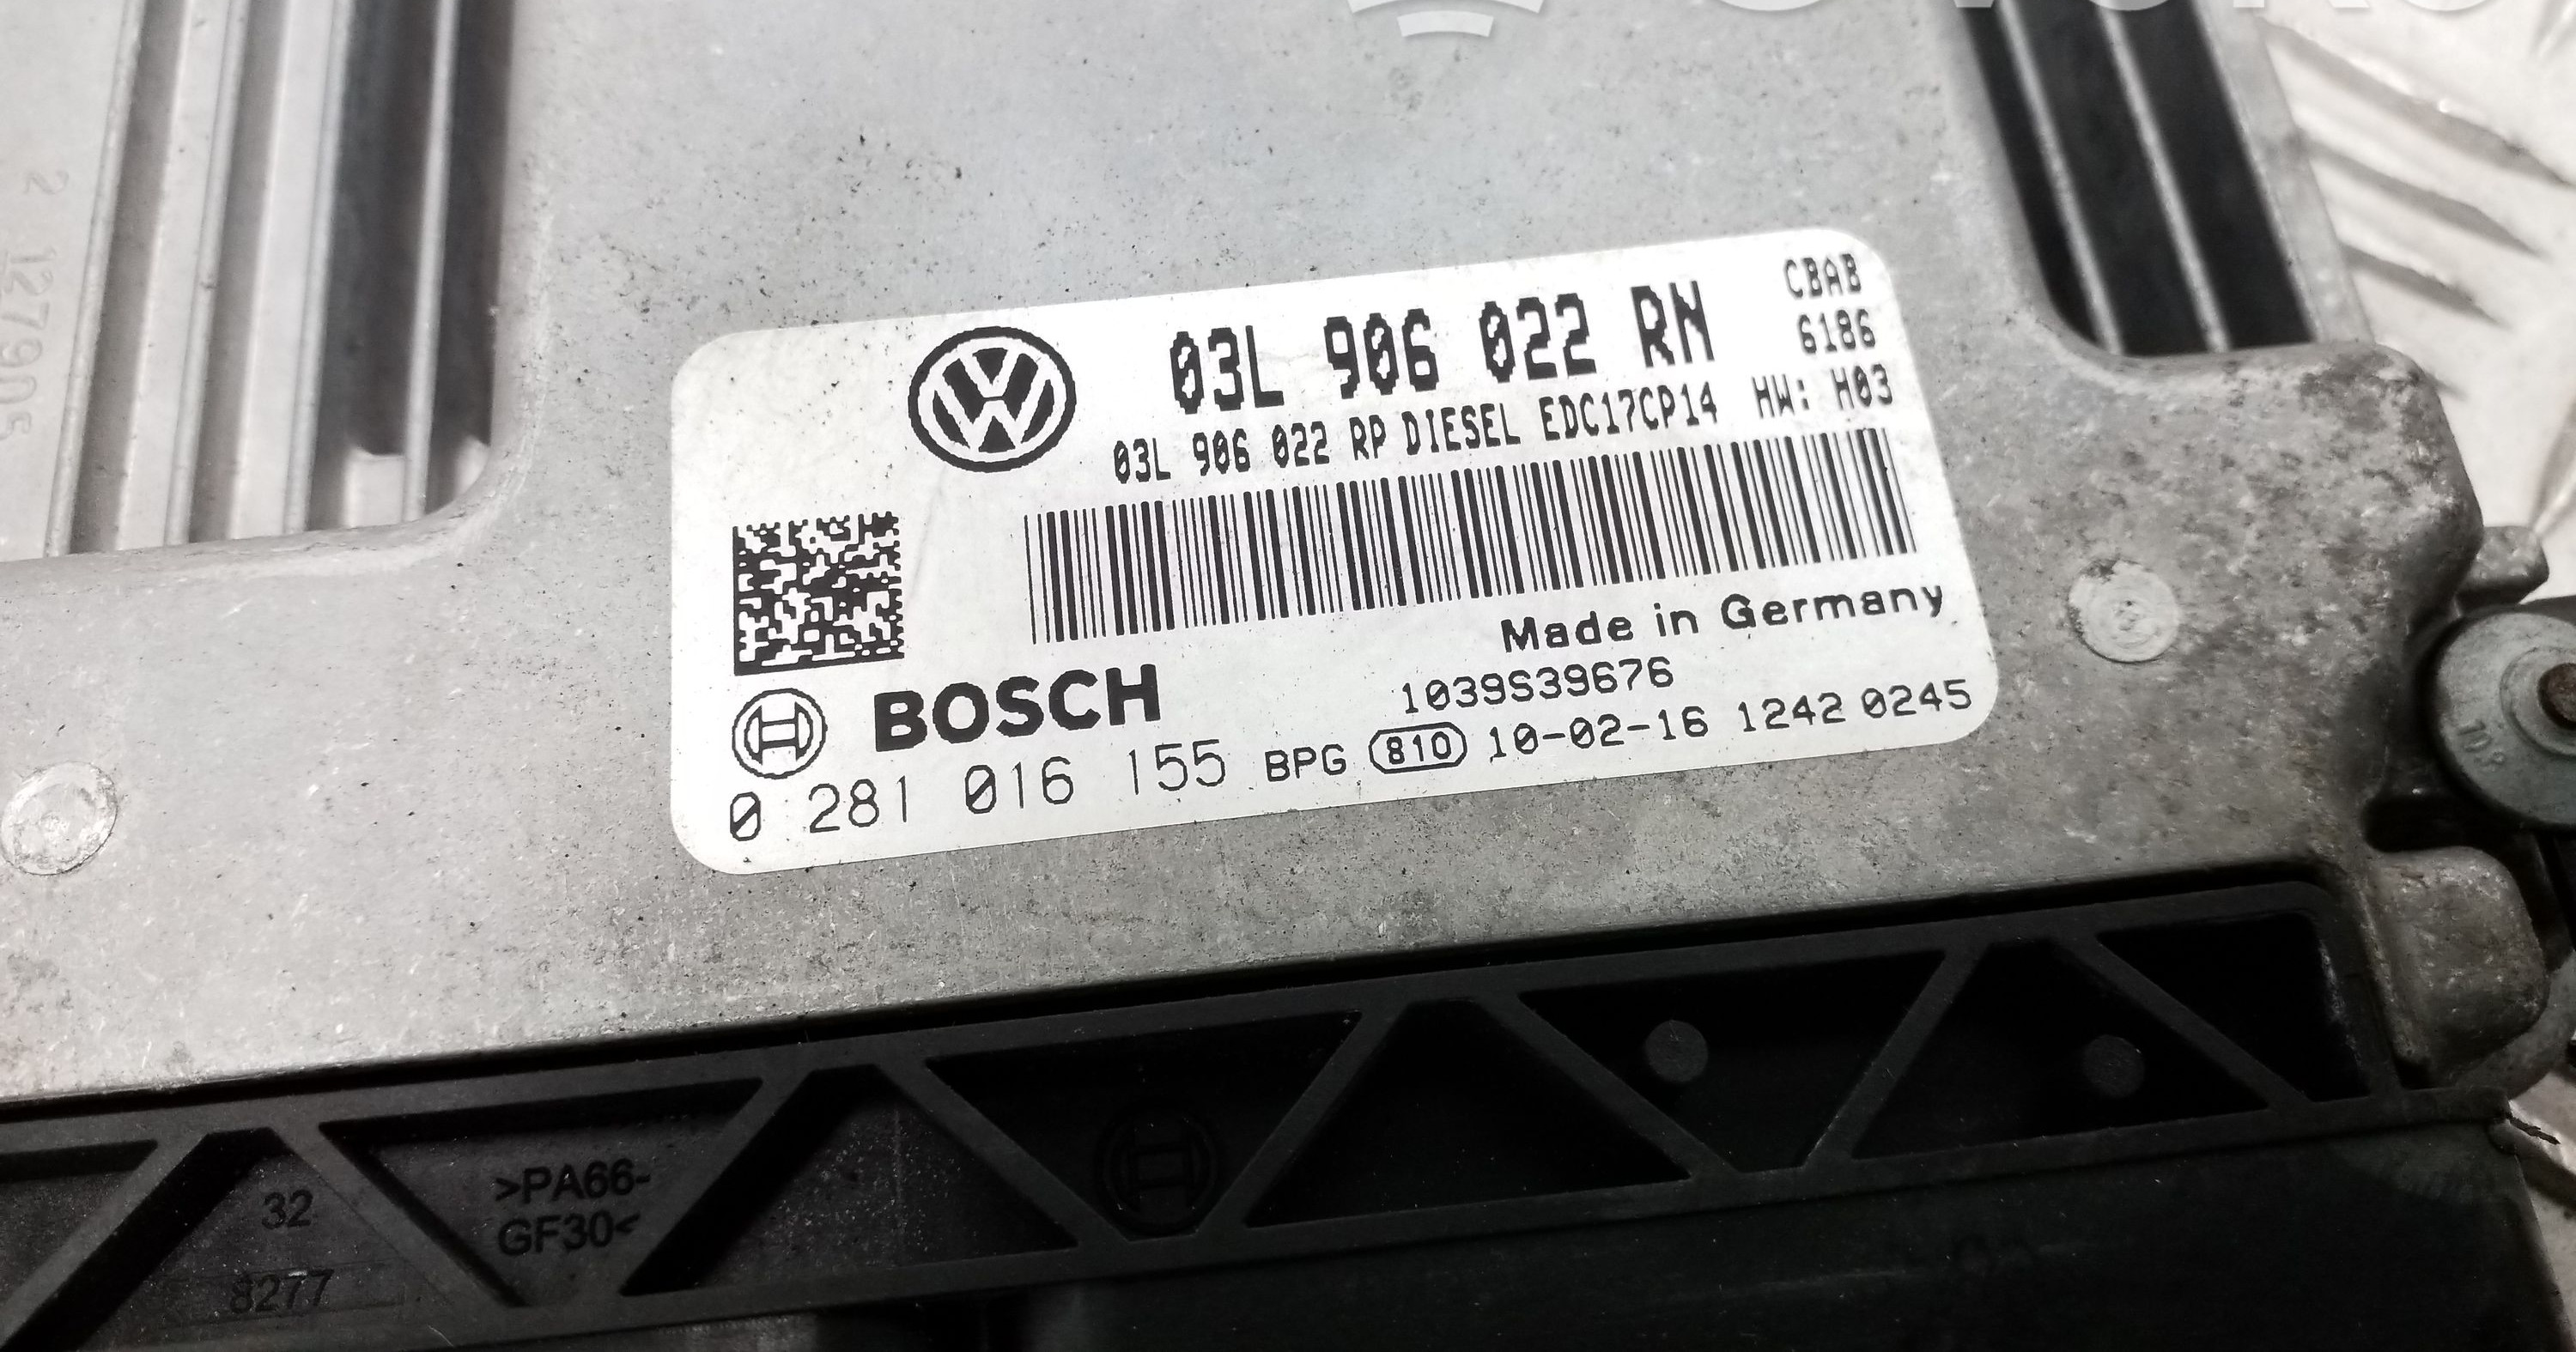 CBAB
03L 906 022 RN 6186
03L 906 022 RP DIESEL EDC17CP14 HW: H03
Made in Germany
BOSCH 1039S39676
0 281 016 155 BPG 810 10-02-16 1242 0245
108
>PA66-
GF30<
32
8277